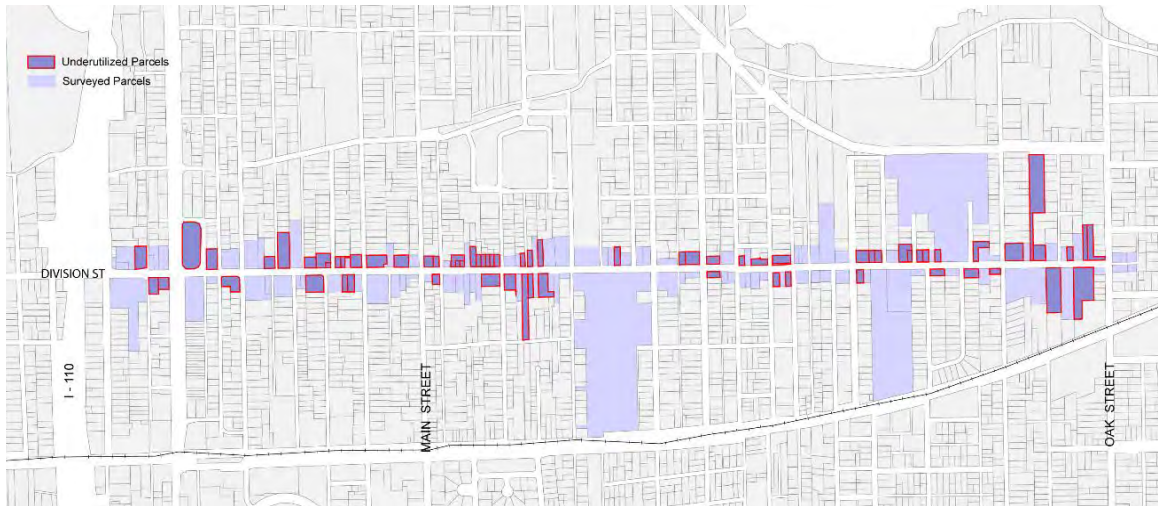 Underutilized Parcels
Surveyed Parcels
DIVISION ST
I - 110
MAIN STREET
OAK STREET